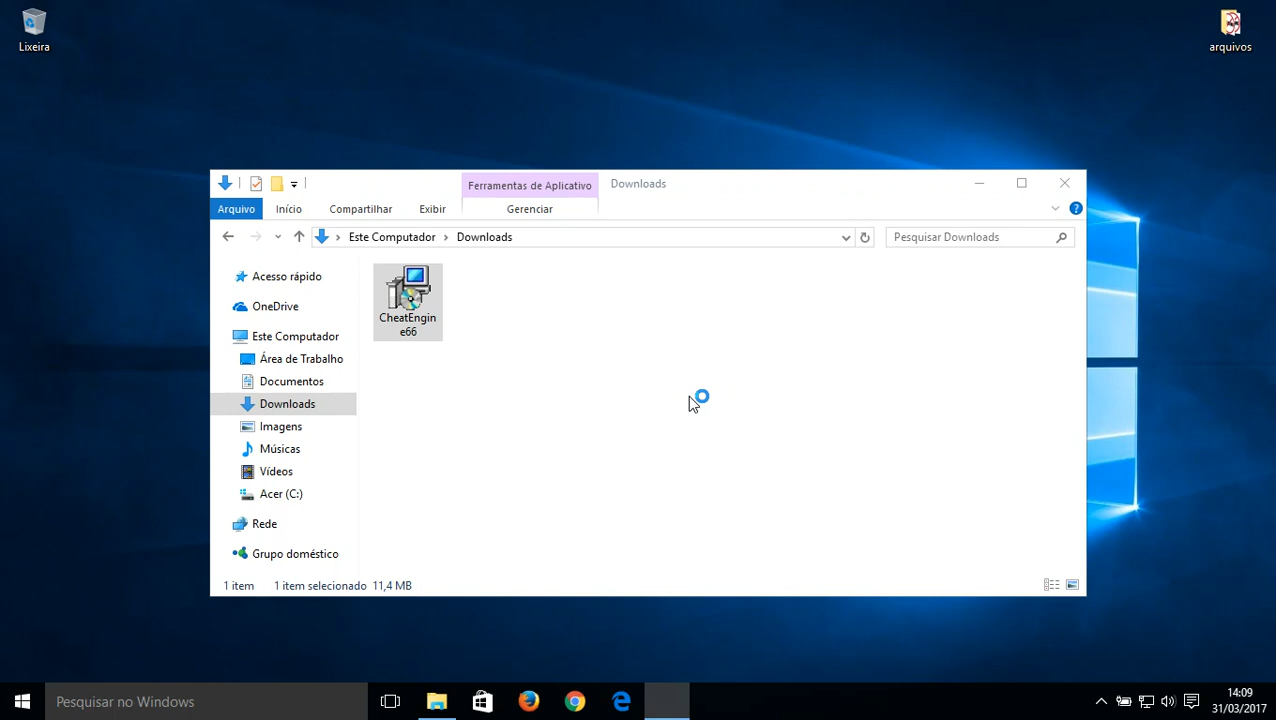 Lixeira
arquivos
Ferramentas de Aplicativo
Downloads
Arquivo
Início
Compartilhar
Exibir
Gerenciar
Este Computador
Downloads
Pesquisar Downloads
Acesso rápido
OneDrive
Este Computador
Área de Trabalho
Documentos
Downloads
Imagens
Músicas
Vídeos
Acer (C:)
Rede
Grupo doméstico
CheatEngin
e66
1 item
1 item selecionado 11,4 MB
Pesquisar no Windows
14:09
31/03/2017